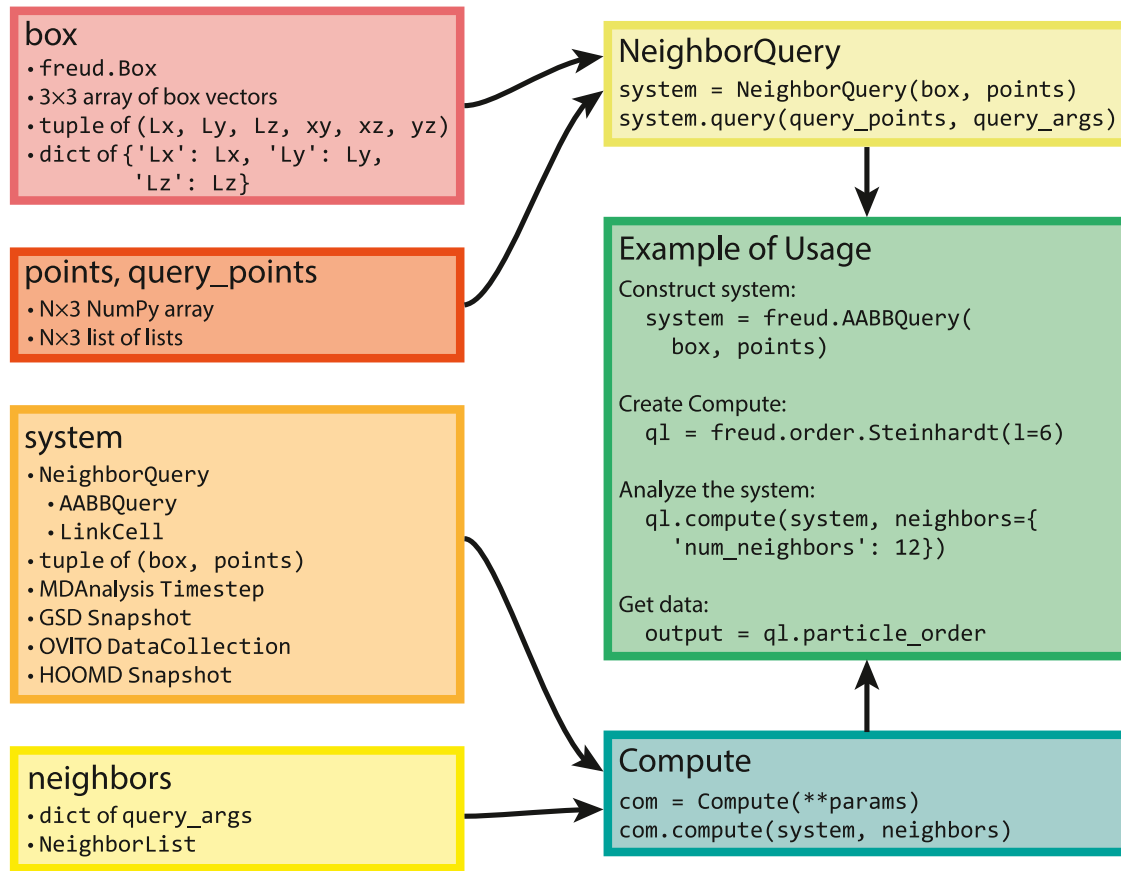 box
• freud.Box
• 3×3 array of box vectors
• tuple of (Lx, Ly, Lz, xy, xz, yz)
• dict of {'Lx': Lx, 'Ly': Ly,
'Lz': Lz}
points, query_points
• N×3 NumPy array
• N×3 list of lists
system
• NeighborQuery
• AABBQuery
• LinkCell
• tuple of (box, points)
• MDAnalysis Timestep
• GSD Snapshot
• OVITO DataCollection
• HOOMD Snapshot
neighbors
• dict of query_args
• NeighborList
NeighborQuery
system = NeighborQuery(box, points)
system.query(query_points, query_args)
Example of Usage
Construct system:
system = freud.AABBQuery(
box, points)
Create Compute:
ql = freud.order.Steinhardt(l=6)
Analyze the system:
ql.compute(system, neighbors={
'num_neighbors': 12})
Get data:
output = ql.particle_order
Compute
com = Compute(**params)
com.compute(system, neighbors)